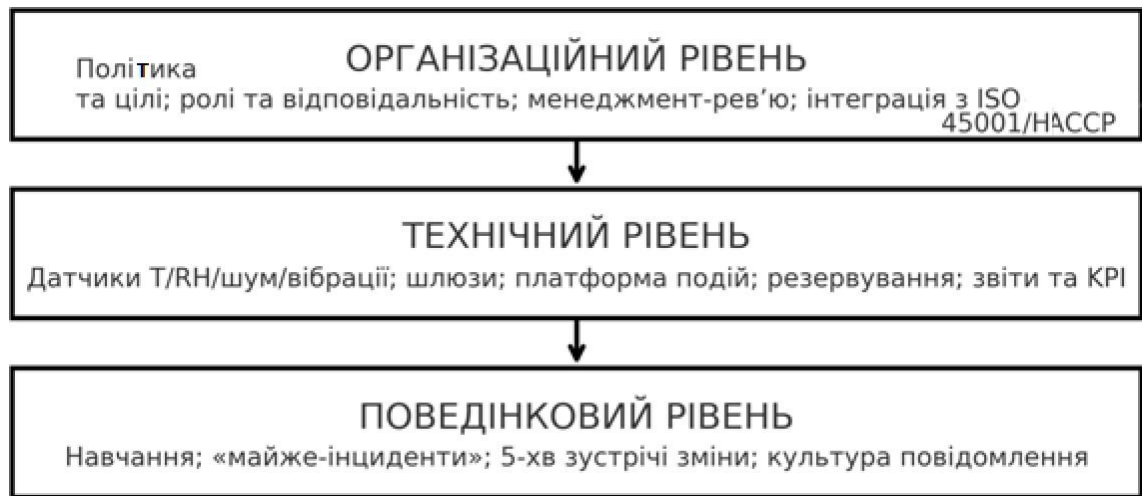 ОРГАНІЗАЦІЙНИЙ РІВЕНЬ
Політика
та цілі; ролі та відповідальність; менеджмент-рев’ю; інтеграція з ISO
45001/HACCP
ТЕХНІЧНИЙ РІВЕНЬ
Датчики T/RH/шум/вібрації; шлюзи; платформа подій; резервування; звіти та KPI
ПОВЕДІНКОВИЙ РІВЕНЬ
Навчання; «майже-інциденти»; 5-хв зустрічі зміни; культура повідомлення